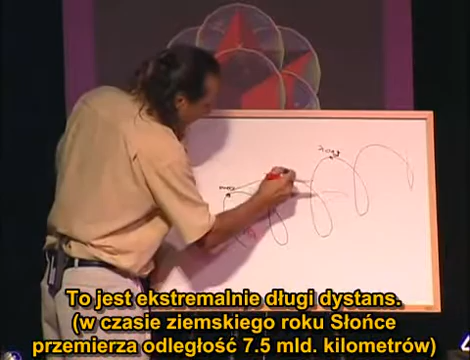 To jest ekstremalnie długi dystans.
(w czasie ziemskiego roku Słońce
przemierza odległość 7.5 mld. kilometrów)